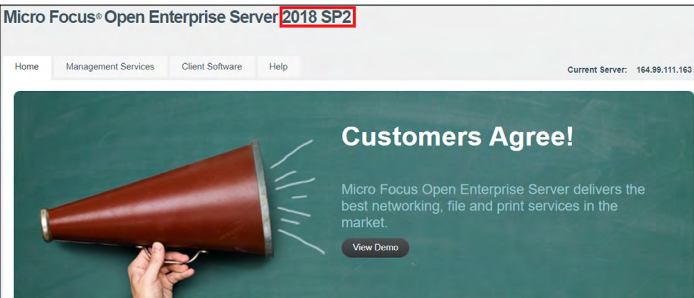 Micro Focus® Open Enterprise Server 2018 SP2
Home Management Services Client Software Help
Current Server: 164.99.111.163
Customers Agree!
Micro Focus Open Enterprise Server delivers the
best networking, file and print services in the
market.
View Demo